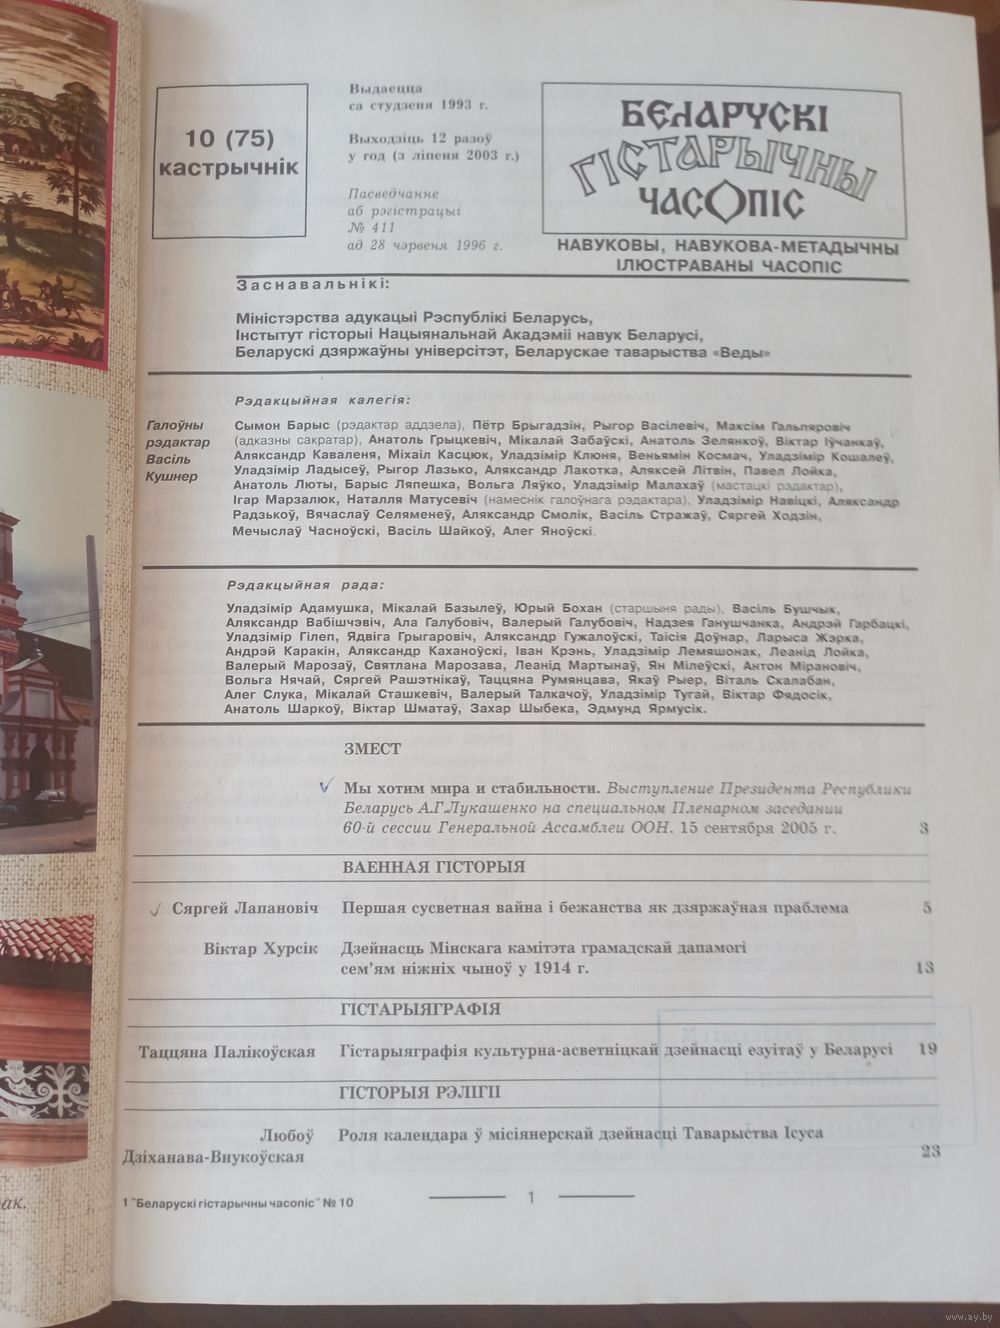 10 (75)
кастрычнік
Выдаецца
са студзеня 1993 г.
Выходзіць 12 разоў
у год (з ліпеня 2003 г.)
Пасведчанне
аб рэгістрацыі
№ 411
ад 28 чэрвеня 1996 г.
БЕЛАРУСКІ
ГІСТАРЫЧНЫ
ЧАСОПІС
НАВУКОВЫ, НАВУКОВА-МЕТАДЫЧНЫ
ІЛЮСТРАВАНЫ ЧАСОПІС
Заснавальнікі:
Міністэрства адукацыі Рэспублікі Беларусь,
Інстытут гісторыі Нацыянальнай Акадэміі навук Беларусі,
Беларускі дзяржаўны універсітэт, Беларускае таварыства «Веды»
Рэдакцыйная калегія:
Галоўны
рэдактар
Васіль
Кушнер
Сымон Барыс (рэдактар аддзела), Пётр Брыгадзін, Рыгор Васілевіч, Максім Гальпяровіч
(адказны сакратар), Анатоль Грыцкевіч, Мікалай Забаўскі, Анатоль Зелянкоў, Віктар Іўчанкаў,
Аляксандр Каваленя, Міхаіл Касцюк, Уладзімір Клюня, Веньямін Космач, Уладзімір Кошалеў,
Уладзімір Ладысеў, Рыгор Лазько, Аляксандр Лакотка, Аляксей Літвін, Павел Лойка,
Анатоль Люты, Барыс Ляпешка, Вольга Ляўко, Уладзімір Малахаў (мастацкі рэдактар),
Ігар Марзалюк, Наталля Матусевіч (намеснік галоўнага рэдактара), Уладзімір Навіцкі, Аляксандр
Радзькоў, Вячаслаў Селяменеў, Аляксандр Смолік, Васіль Стражаў, Сяргей Ходзін,
Мечыслаў Часноўскі, Васіль Шайкоў, Алег Яноўскі.
Рэдакцыйная рада:
Уладзімір Адамушка, Мікалай Базылеў, Юрый Бохан (старшыня рады), Васіль Бушчык,
Аляксандр Вабішчэвіч, Ала Галубовіч, Валерый Галубовіч, Надзея Ганушчанка, Андрэй Гарбацкі,
Уладзімір Гілеп, Ядвіга Грыгаровіч, Аляксандр Гужалоўскі, Таісія Доўнар, Ларыса Жэрка,
Андрэй Каракін, Аляксандр Каханоўскі, Іван Крэнь, Уладзімір Лемяшонак, Леанід Лойка,
Валерый Марозаў, Святлана Марозава, Леанід Мартынаў, Ян Мілеўскі, Антон Мірановіч,
Вольга Нячай, Сяргей Рашэтнікаў, Таццяна Румянцава, Якаў Рыер, Віталь Скалабан,
Алег Слука, Мікалай Сташкевіч, Валерый Талкачоў, Уладзімір Тугай, Віктар Фядосік,
Анатоль Шаркоў, Віктар Шматаў, Захар Шыбека, Эдмунд Ярмусік.
ЗМЕСТ
Мы хотим мира и стабильности. Выступление Президента Республики
Беларусь А.Г.Лукашенко на специальном Пленарном заседании
60-й сессии Генеральной Ассамблеи ООН. 15 сентября 2005 г. 3
ВАЕННАЯ ГІСТОРЫЯ
Сяргей Лапановіч Першая сусветная вайна і бежанства як дзяржаўная праблема 5
Віктар Хурсік Дзейнасць Мінскага камітэта грамадскай дапамогі
сем'ям ніжніх чыноў у 1914 г. 13
ГІСТАРЫЯГРАФІЯ
Таццяна Палікоўская Гістарыяграфія культурна-асветніцкай дзейнасці езуітаў у Беларусі 19
ГІСТОРЫЯ РЭЛІГІІ
Любоў Роля календара ў місіянерскай дзейнасці Таварыства Ісуса
Дзіханава-Внукоўская 23
1 "Беларускі гістарычны часопіс" № 10
1
ак.
www.ay.by